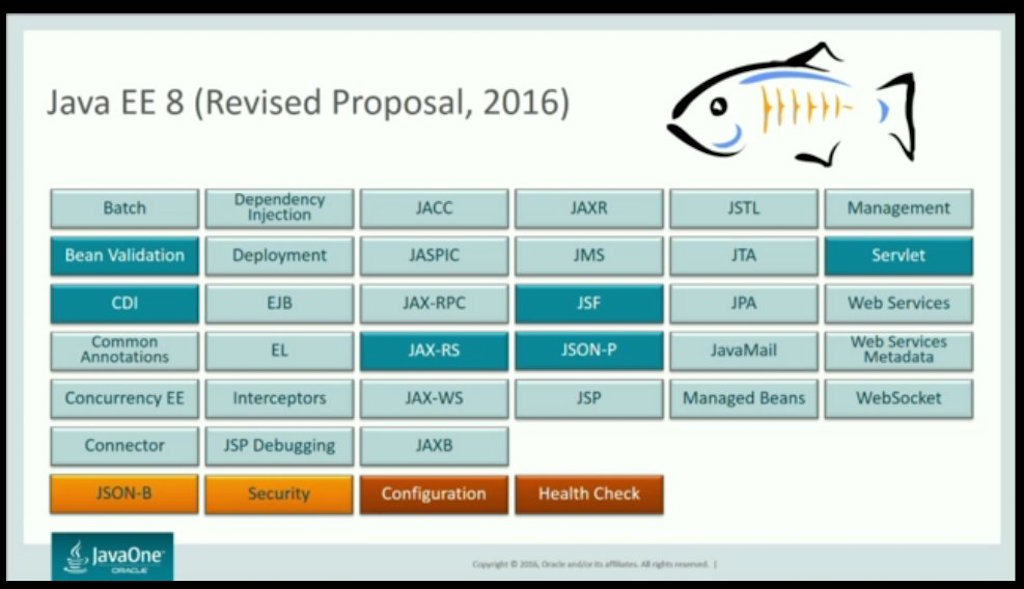 Java EE 8 (Revised Proposal, 2016)
Batch
Dependency
Injection
JACC
JAXR
JSTL
Management
Bean Validation
Deployment
JASPIC
JMS
JTA
Servlet
CDI
EJB
JAX-RPC
JSF
JPA
Web Services
Common
Annotations
EL
JAX-RS
JSON-P
JavaMail
Web Services
Metadata
Concurrency EE
Interceptors
JAX-WS
JSP
Managed Beans
WebSocket
Connector
JSP Debugging
JAXB
JSON-B
Security
Configuration
Health Check
JavaOne
ORACLE
Copyright © 2016, Oracle and/or its affiliates. All rights reserved. |